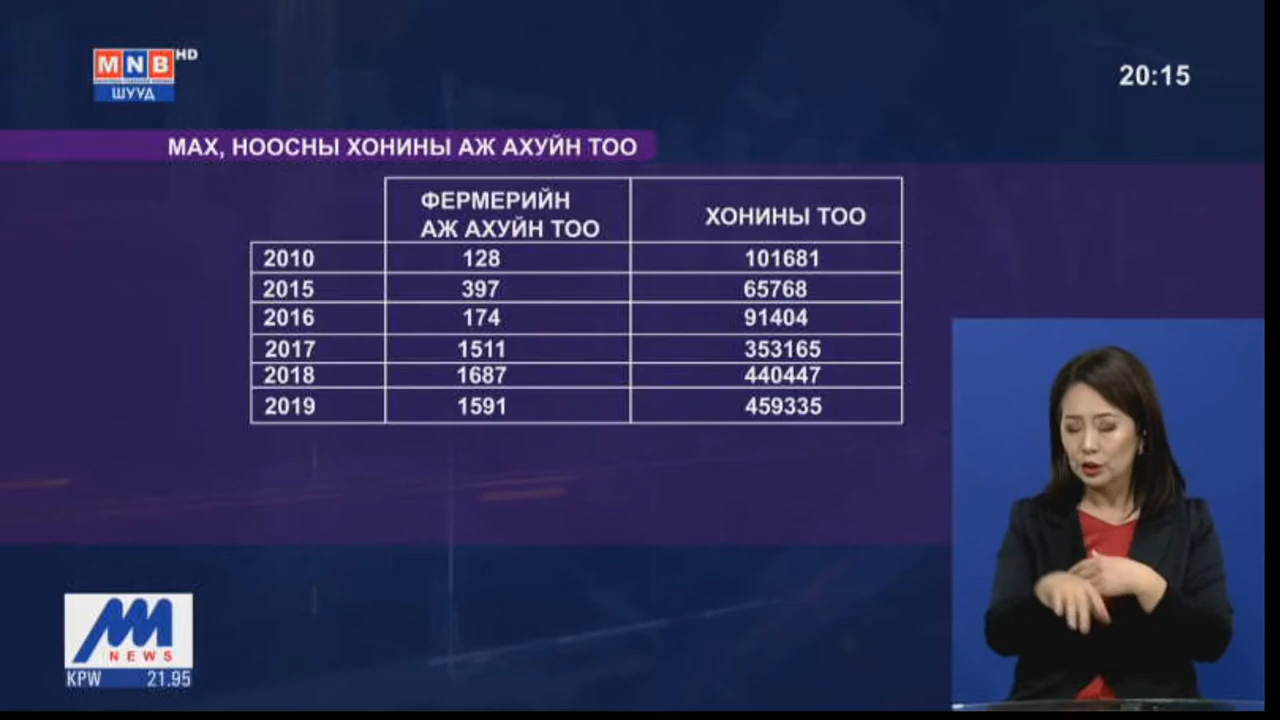 MNB HD
ШУУД
20:15
МАХ, НООСНЫ ХОНИНЫ АЖ АХУЙН ТОО
ФЕРМЕРИЙН
АЖ АХУЙН ТОО
ХОНИНЫ ТОО
2010 128 101681
2015 397 65768
2016 174 91404
2017 1511 353165
2018 1687 440447
2019 1591 459335
NEWS
KPW 21.95